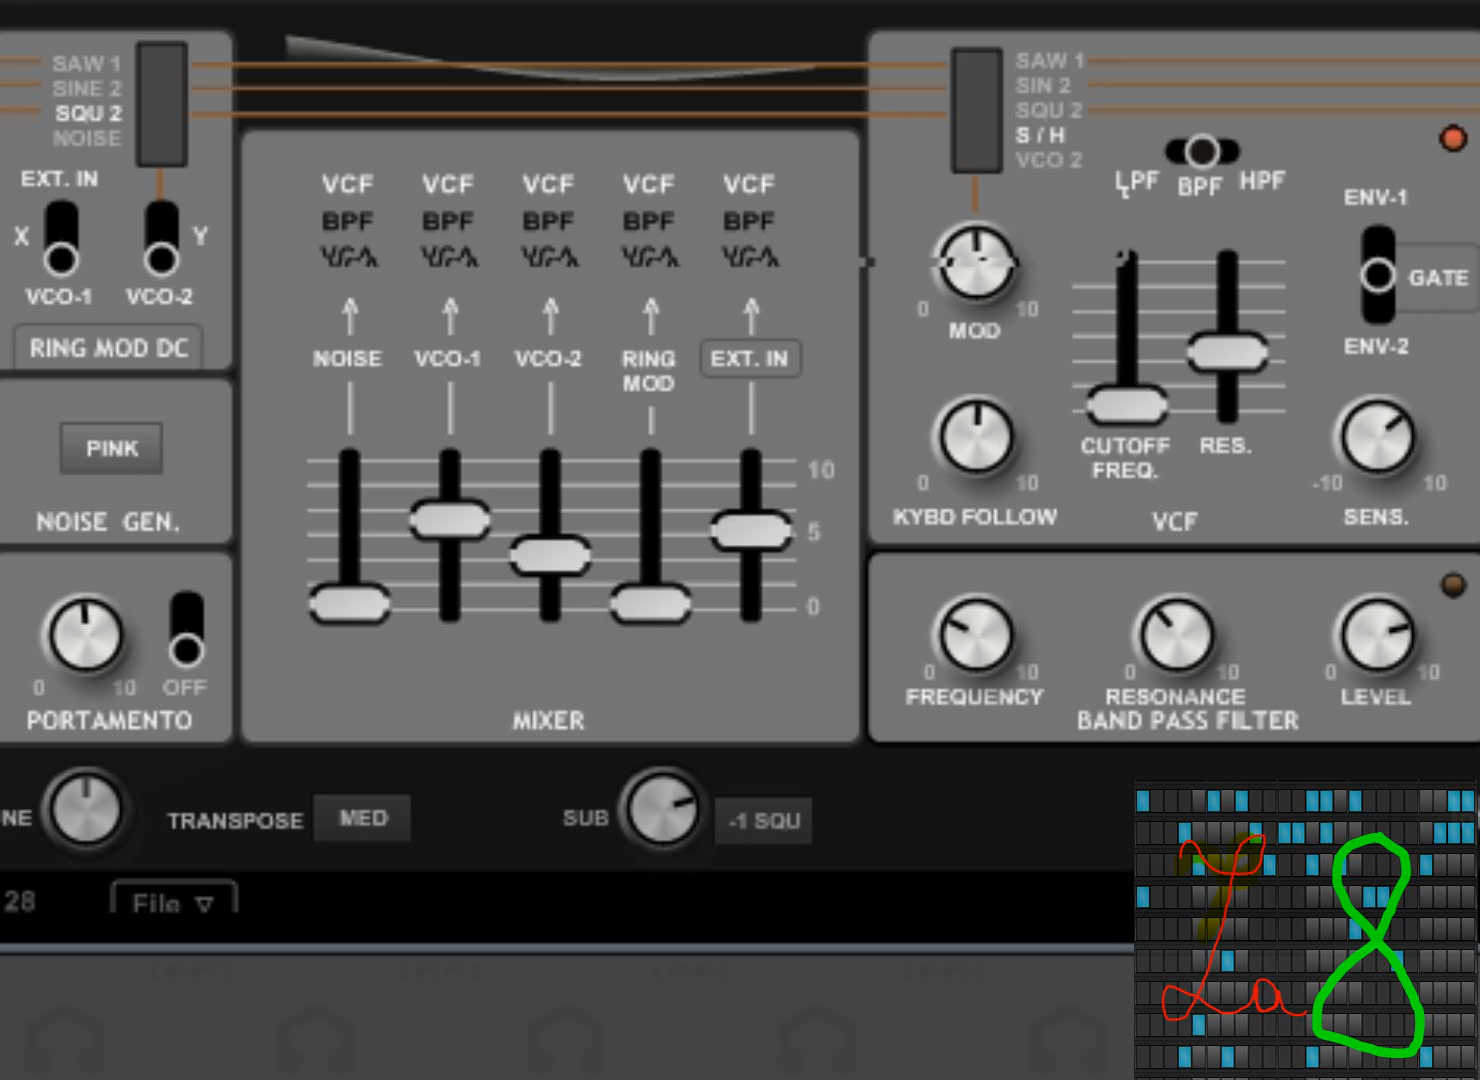 SAW 1
SINE 2
SQU 2
NOISE
EXT. IN
X
Y
VCO-1 VCO-2
RING MOD DC
PINK
NOISE GEN.
0 10 OFF
PORTAMENTO
VCF VCF VCF VCF VCF
BPF BPF BPF BPF BPF
NOISE VCO-1 VCO-2 RING MOD EXT. IN
10
5
0
MIXER
SAW 1
SIN 2
SQU 2
S / H
VCO 2
LPF BPF HPF
0 10
MOD
ENV-1
GATE
ENV-2
0 10
KYBD FOLLOW
CUTOFF FREQ. RES.
VCF
-10 10
SENS.
0 10 0 10 0 10
FREQUENCY RESONANCE LEVEL
BAND PASS FILTER
NE TRANSPOSE MED SUB -1 SQU
28 File
La 8